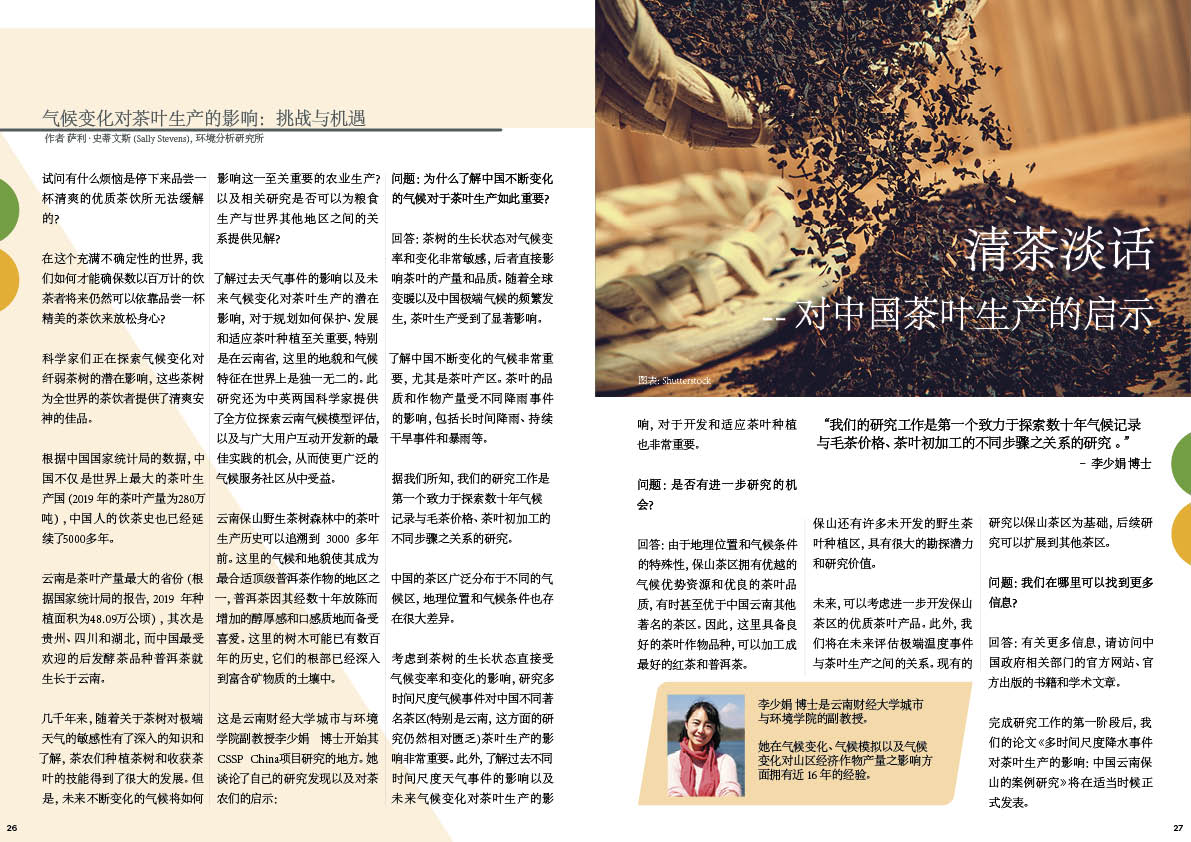 气候变化对茶叶生产的影响：挑战与机遇
作者 萨利·史蒂文斯 (Sally Stevens), 环境分析研究所
试问有什么烦恼是停下来品尝一
杯清爽的优质茶饮所无法缓解
的?
在这个充满不确定性的世界, 我
们如何才能确保数以百万计的饮
茶者将来仍然可以依靠品尝一杯
精美的茶饮来放松身心?
科学家们正在探索气候变化对
纤弱茶树的潜在影响, 这些茶树
为全世界的茶饮者提供了清爽安
神的佳品。
根据中国国家统计局的数据, 中
国不仅是世界上最大的茶叶生
产国 (2019 年的茶叶产量为280万
吨) , 中国人的饮茶史也已经延
续了5000多年。
云南是茶叶产量最大的省份 (根
据国家统计局的报告, 2019 年种
植面积为48.09万公顷) , 其次是
贵州、四川和湖北, 而中国最受
欢迎的后发酵茶品种普洱茶就
生长于云南。
几千年来, 随着关于茶树对极端
天气的敏感性有了深入的知识和
了解, 茶农们种植茶树和收获茶
叶的技能得到了很大的发展。但
是, 未来不断变化的气候将如何
影响这一至关重要的农业生产?
以及相关研究是否可以为粮食
生产与世界其他地区之间的关
系提供见解?
了解过去天气事件的影响以及未
来气候变化对茶叶生产的潜在
影响, 对于规划如何保护、发展
和适应茶叶种植至关重要, 特别
是在云南省, 这里的地貌和气候
特征在世界上是独一无二的。此
研究还为中英两国科学家提供
了全方位探索云南气候模型评估,
以及与广大用户互动开发新的最
佳实践的机会, 从而使更广泛的
气候服务社区从中受益。
云南保山野生茶树森林中的茶叶
生产历史可以追溯到 3000 多年
前。这里的气候和地貌使其成为
最合适顶级普洱茶作物的地区之
一, 普洱茶因其经数十年放陈而
增加的醇厚感和口感质地而备受
喜爱。这里的树木可能已有数百
年的历史, 它们的根部已经深入
到富含矿物质的土壤中。
这是云南财经大学城市与环境
学院副教授李少娟 博士开始其
CSSP China项目研究的地方。她
谈论了自己的研究发现以及对茶
农们的启示:
问题: 为什么了解中国不断变化
的气候对于茶叶生产如此重要?
回答: 茶树的生长状态对气候变
率和变化非常敏感, 后者直接影
响茶叶的产量和品质。随着全球
变暖以及中国极端气候的频繁发
生, 茶叶生产受到了显著影响。
了解中国不断变化的气候非常重
要, 尤其是茶叶产区。茶叶的品
质和作物产量受不同降雨事件
的影响, 包括长时间降雨、持续
干旱事件和暴雨等。
据我们所知, 我们的研究工作是
第一个致力于探索数十年气候
记录与毛茶价格、茶叶初加工的
不同步骤之关系的研究。
中国的茶区广泛分布于不同的气
候区, 地理位置和气候条件也存
在很大差异。
考虑到茶树的生长状态直接受
气候变率和变化的影响, 研究多
时间尺度气候事件对中国不同著
名茶区(特别是云南, 这方面的研
究仍然相对匮乏)茶叶生产的影
响非常重要。此外, 了解过去不同
时间尺度天气事件的影响以及
未来气候变化对茶叶生产的影
26
清茶淡话
-- 对中国茶叶生产的启示
图表: Shutterstock
响, 对于开发和适应茶叶种植
也非常重要。
问题: 是否有进一步研究的机
会?
回答: 由于地理位置和气候条件
的特殊性, 保山茶区拥有优越的
气候优势资源和优良的茶叶品
质, 有时甚至优于中国云南其他
著名的茶区。因此, 这里具备良
好的茶叶作物品种, 可以加工成
最好的红茶和普洱茶。
“我们的研究工作是第一个致力于探索数十年气候记录
与毛茶价格、茶叶初加工的不同步骤之关系的研究 。”
– 李少娟 博士
保山还有许多未开发的野生茶
叶种植区, 具有很大的勘探潜力
和研究价值。
未来, 可以考虑进一步开发保山
茶区的优质茶叶产品。此外, 我
们将在未来评估极端温度事件
与茶叶生产之间的关系。现有的
研究以保山茶区为基础, 后续研
究可以扩展到其他茶区。
问题: 我们在哪里可以找到更多
信息?
回答: 有关更多信息, 请访问中
国政府相关部门的官方网站、官
方出版的书籍和学术文章。
完成研究工作的第一阶段后, 我
们的论文《多时间尺度降水事件
对茶叶生产的影响: 中国云南保
山的案例研究》将在适当时候正
式发表。
李少娟 博士是云南财经大学城市
与环境学院的副教授。
她在气候变化、气候模拟以及气候
变化对山区经济作物产量之影响方
面拥有近 16 年的经验。
27